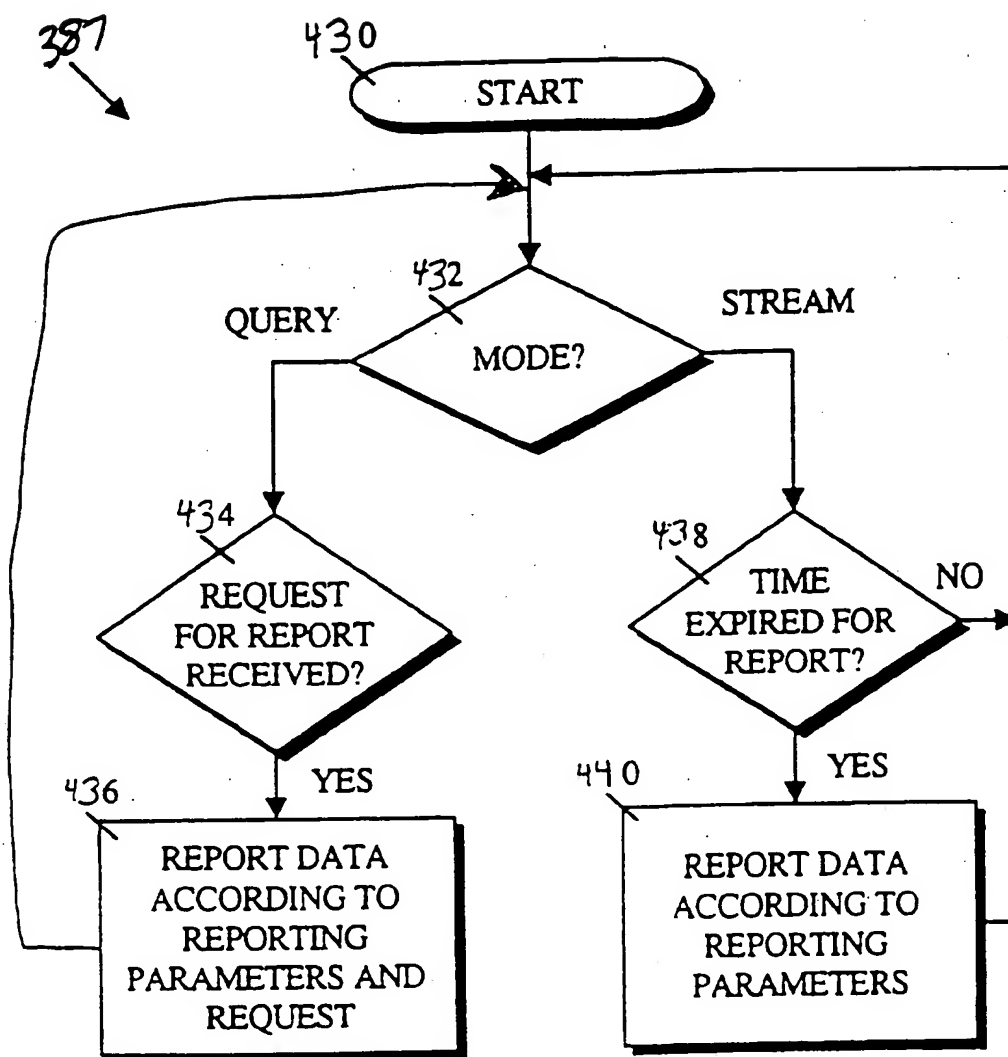 387
430
START
432
QUERY
STREAM
MODE?
434
REQUEST
FOR REPORT
RECEIVED?
438
TIME
EXPIRED FOR
REPORT?
NO
YES
YES
436
REPORT DATA
ACCORDING TO
REPORTING
PARAMETERS AND
REQUEST
440
REPORT DATA
ACCORDING TO
REPORTING
PARAMETERS